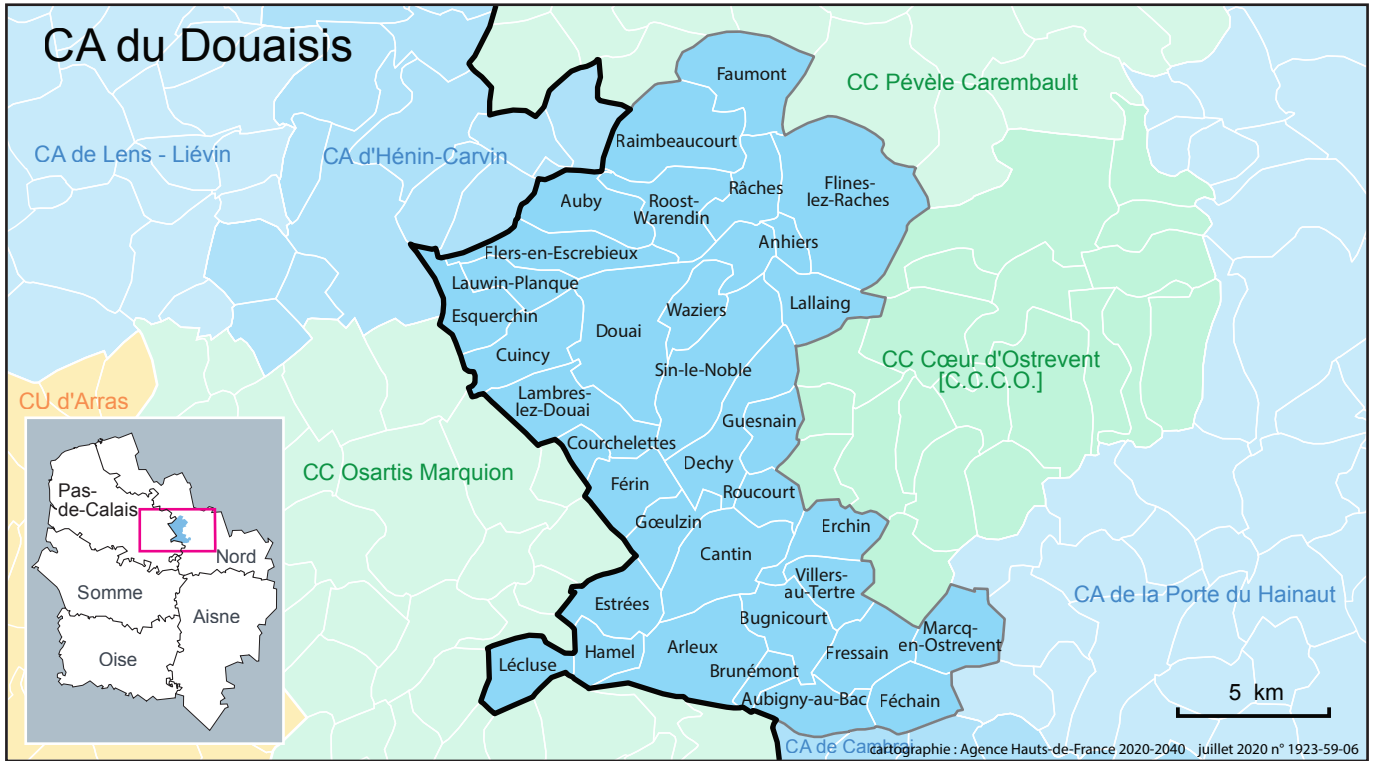 CA du Douaisis
Faumont
CC Pévèle Carembault
CA de Lens - Liévin
CA d'Hénin-Carvin
Raimbeaucourt
Auby
Roost-
Warendin
Râches
Flines-
lez-Raches
Anhiers
Flers-en-Escrebieux
Lauwin-Planque
Esquerchin
Douai
Waziers
Lallaing
Cuincy
Sin-le-Noble
CC Cœur d'Ostrevent
[C.C.C.O.]
CU d'Arras
Lambres-
lez-Douai
Guesnain
Courchelettes
CC Osartis Marquion
Dechy
Férin
Roucourt
Gœulzin
Erchin
Cantin
Villers-
au-Tertre
CA de la Porte du Hainaut
Estrées
Bugnicourt
Marcq-
en-Ostrevent
Hamel
Arleux
Fressain
Lécluse
Brunémont
Aubigny-au-Bac
Féchain
Pas-
de-Calais
Nord
Somme
Aisne
Oise
5 km
CA de Cambrai
cartographie : Agence Hauts-de-France 2020-2040 juillet 2020 n° 1923-59-06